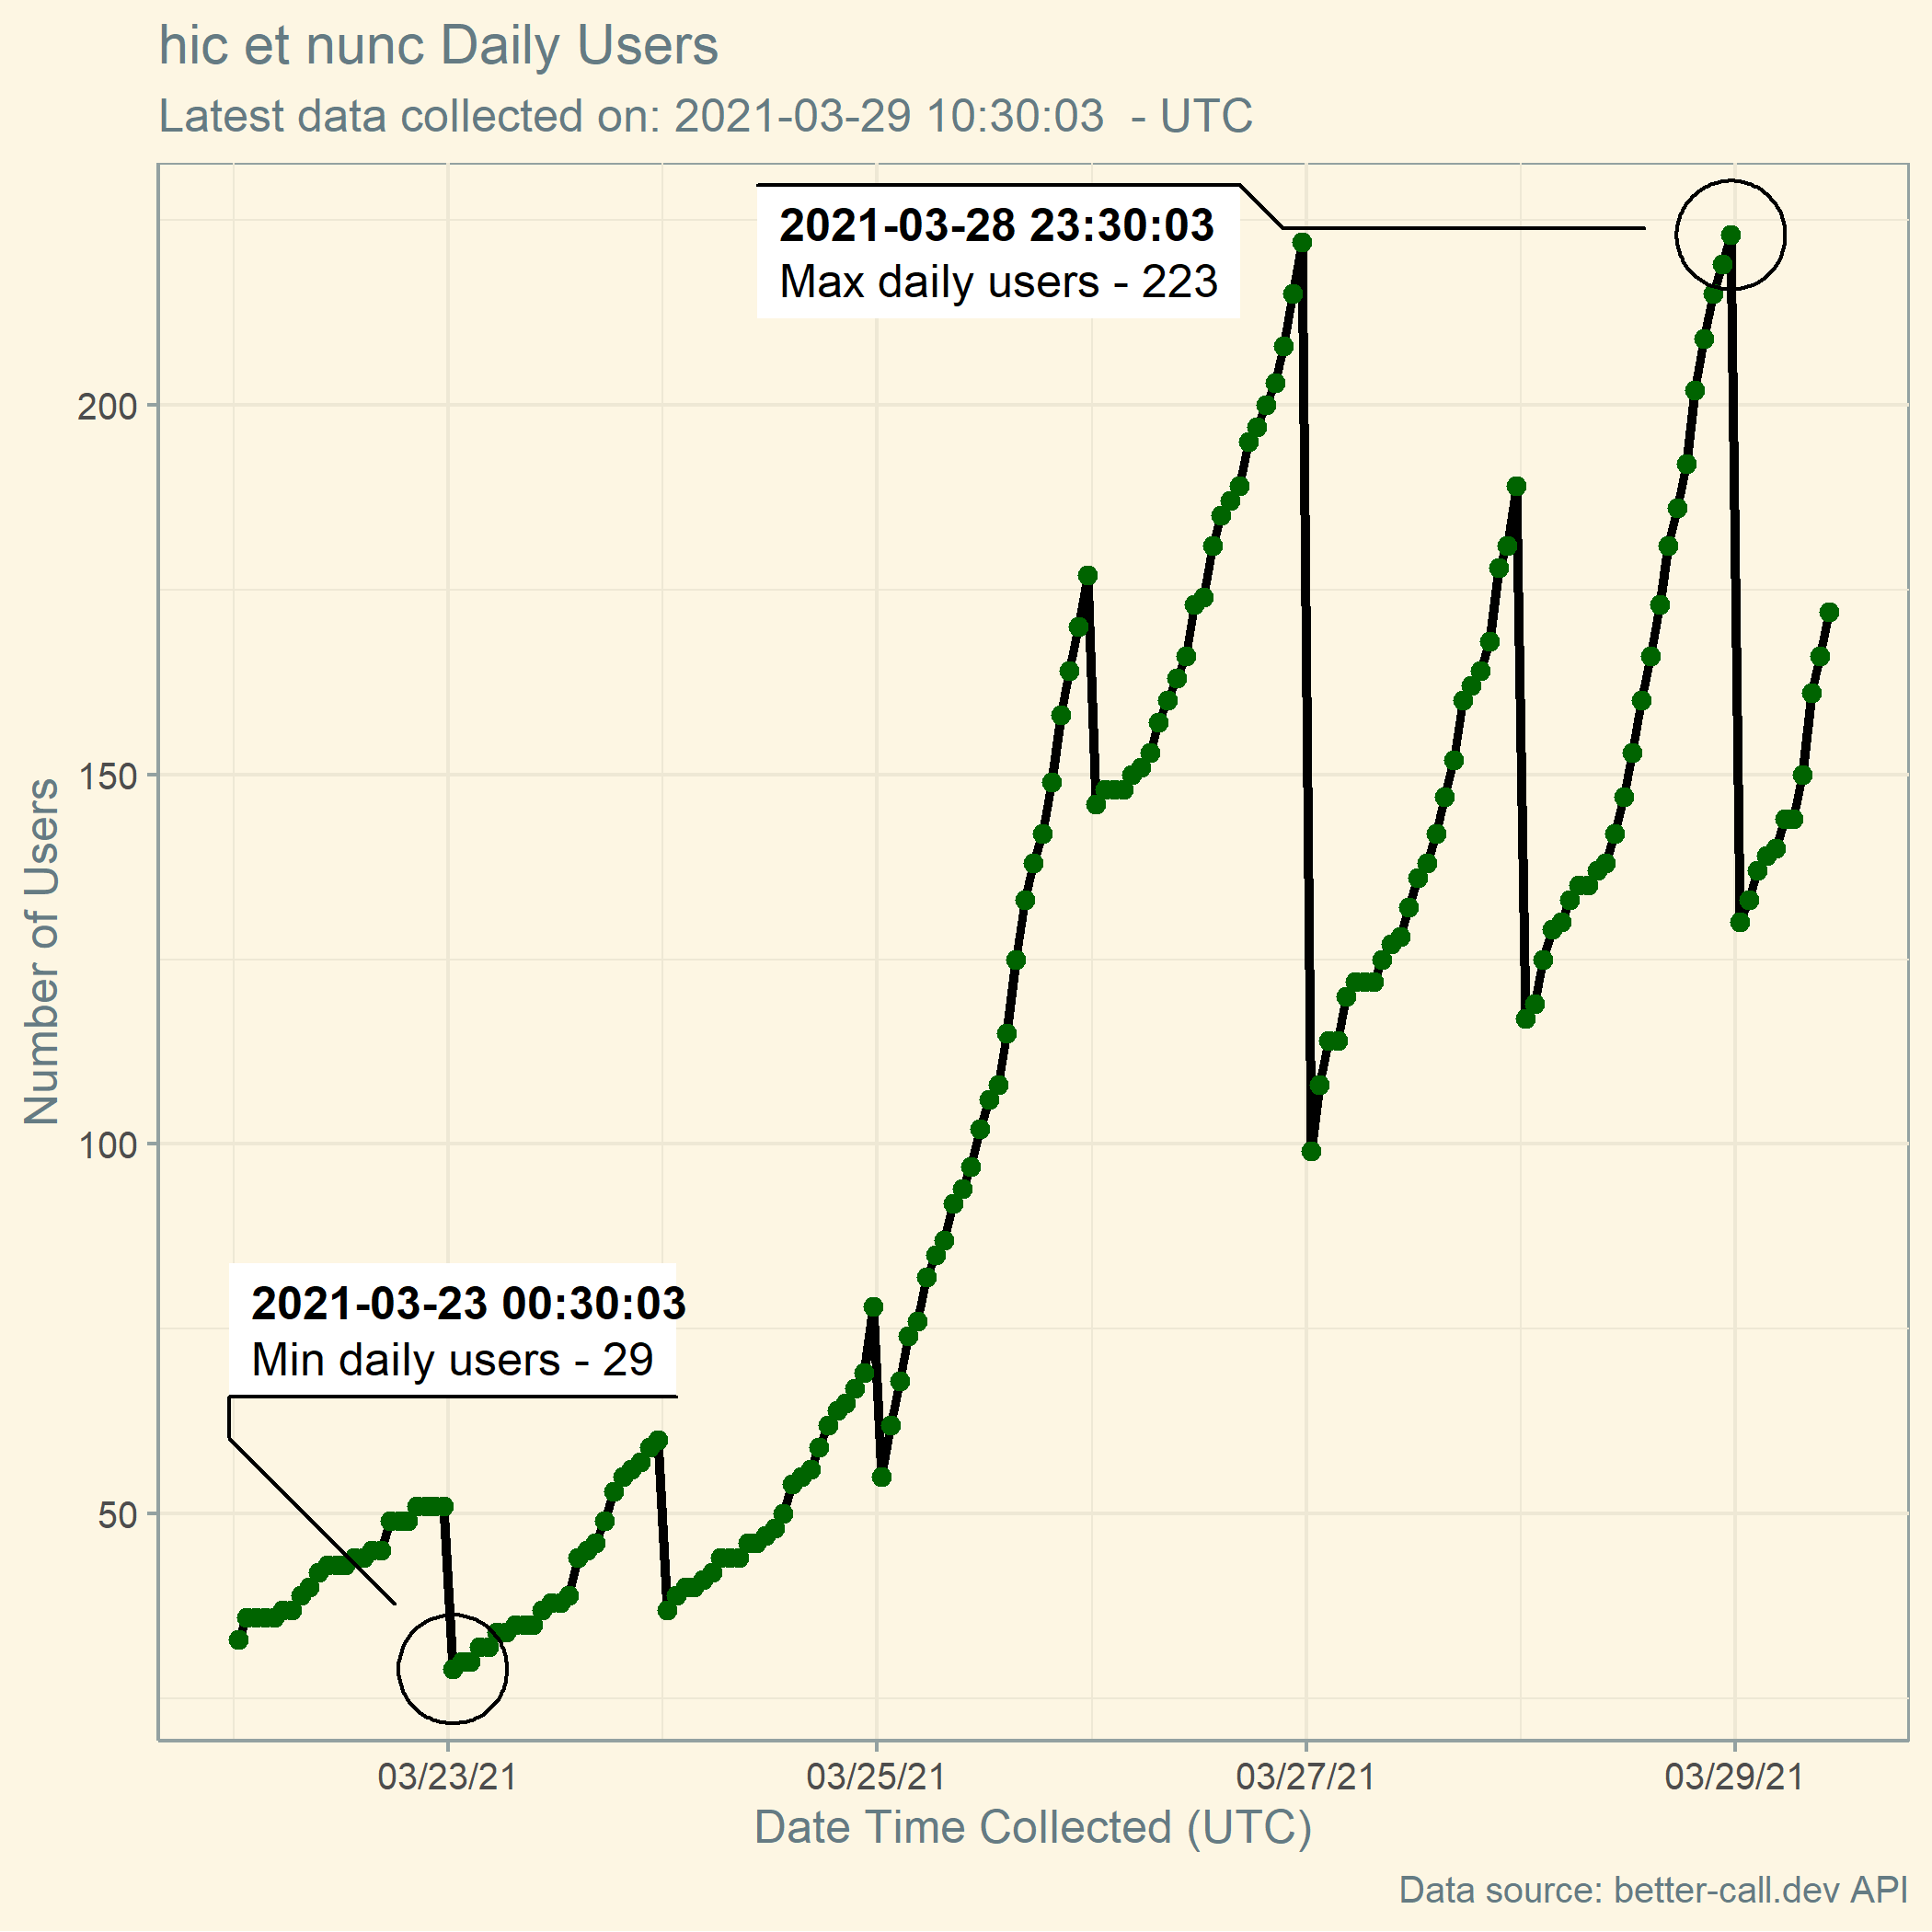 hic et nunc Daily Users
Latest data collected on: 2021-03-29 10:30:03  - UTC
2021-03-28 23:30:03
Max daily users - 223
200
150
Number of Users
100
2021-03-23 00:30:03
Min daily users - 29
50
03/23/21
03/25/21
03/27/21
03/29/21
Date Time Collected (UTC)
Data source: better-call.dev API